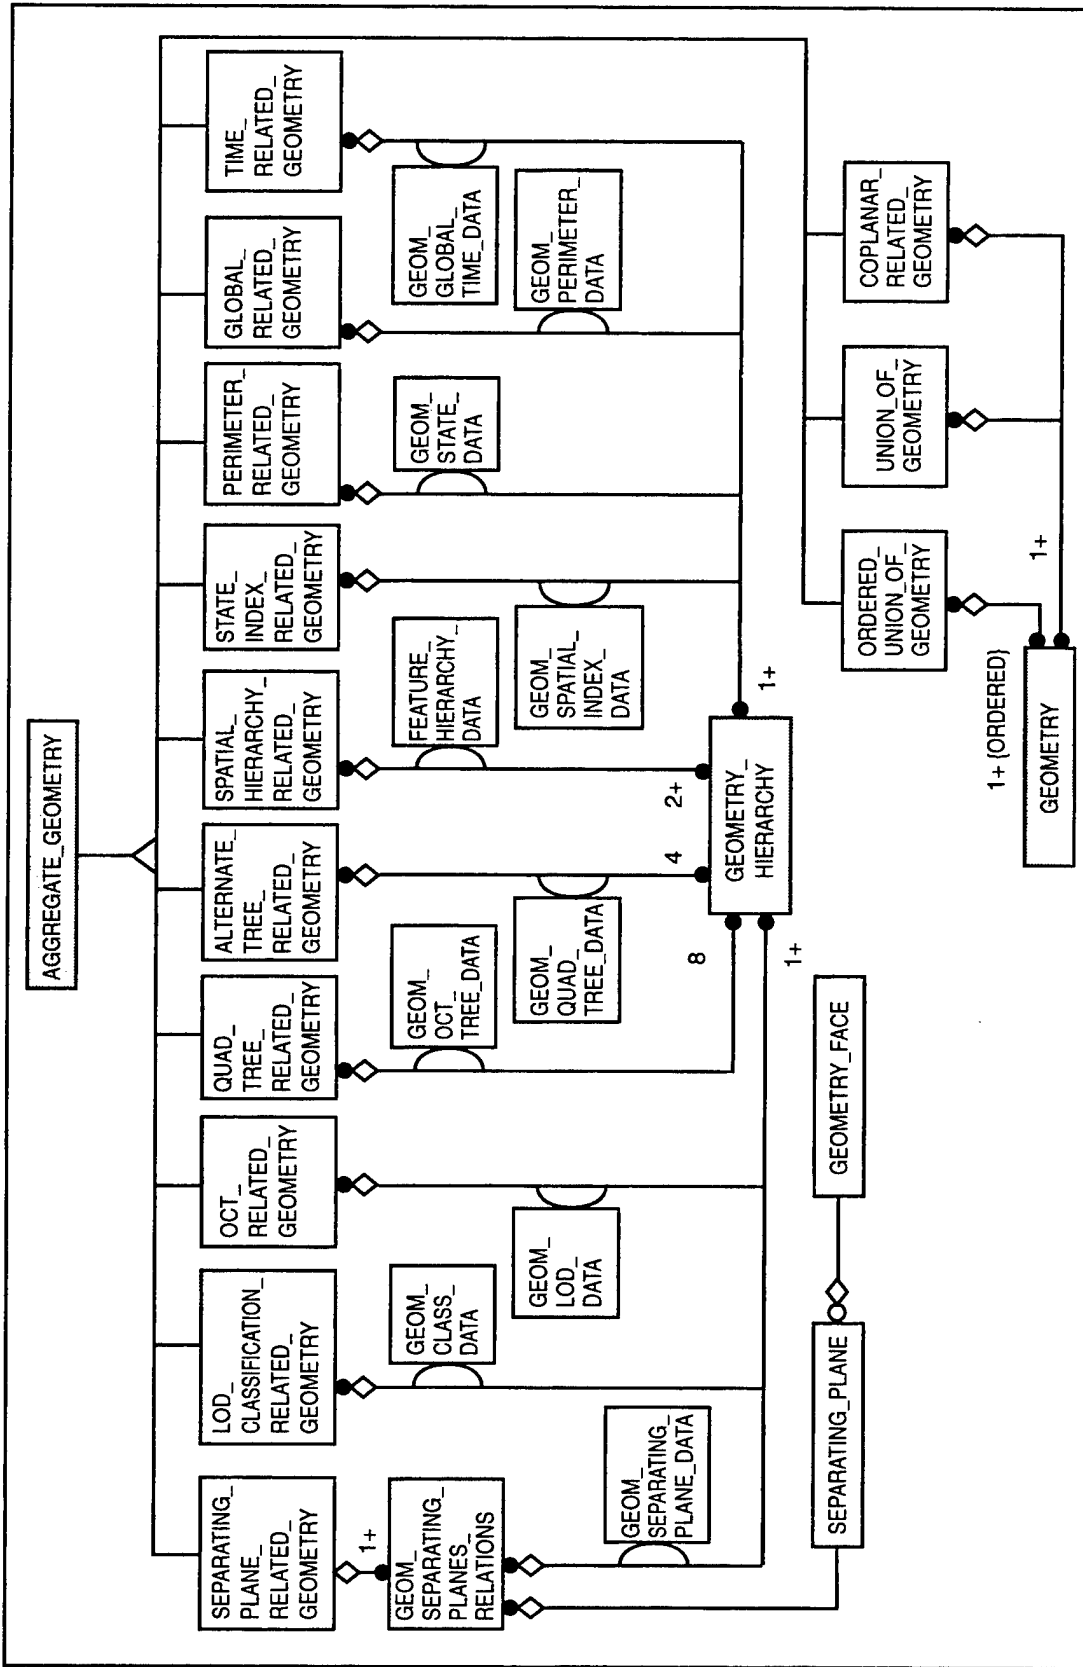 AGGREGATE_GEOMETRY
SEPARATING_
PLANE_
RELATED_
GEOMETRY
LOD_
CLASSIFICATION_
RELATED_
GEOMETRY
OCT_
RELATED_
GEOMETRY
QUAD_
TREE_
RELATED_
GEOMETRY
ALTERNATE_
TREE_
RELATED_
GEOMETRY
SPATIAL_
HIERARCHY_
RELATED_
GEOMETRY
STATE_
INDEX_
RELATED_
GEOMETRY
PERIMETER_
RELATED_
GEOMETRY
GLOBAL_
RELATED_
GEOMETRY
TIME_
RELATED_
GEOMETRY
1+
GEOM_
SEPARATING_
PLANES_
RELATIONS
GEOM_
CLASS_
DATA
GEOM_
OCT_
TREE_DATA
FEATURE_
HIERARCHY_
DATA
GEOM_
STATE_
DATA
GEOM_
GLOBAL_
TIME_DATA
GEOM_
LOD_
DATA
GEOM_
QUAD_
TREE_DATA
GEOM_
SPATIAL_
INDEX_
DATA
GEOM_
PERIMETER_
DATA
GEOM_
SEPARATING_
PLANE_DATA
8
4
2+
1+
1+
GEOMETRY_
HIERARCHY
SEPARATING_PLANE
GEOMETRY_FACE
ORDERED_
UNION_OF_
GEOMETRY
UNION_OF_
GEOMETRY
COPLANAR_
RELATED_
GEOMETRY
1+ {ORDERED}
1+
GEOMETRY